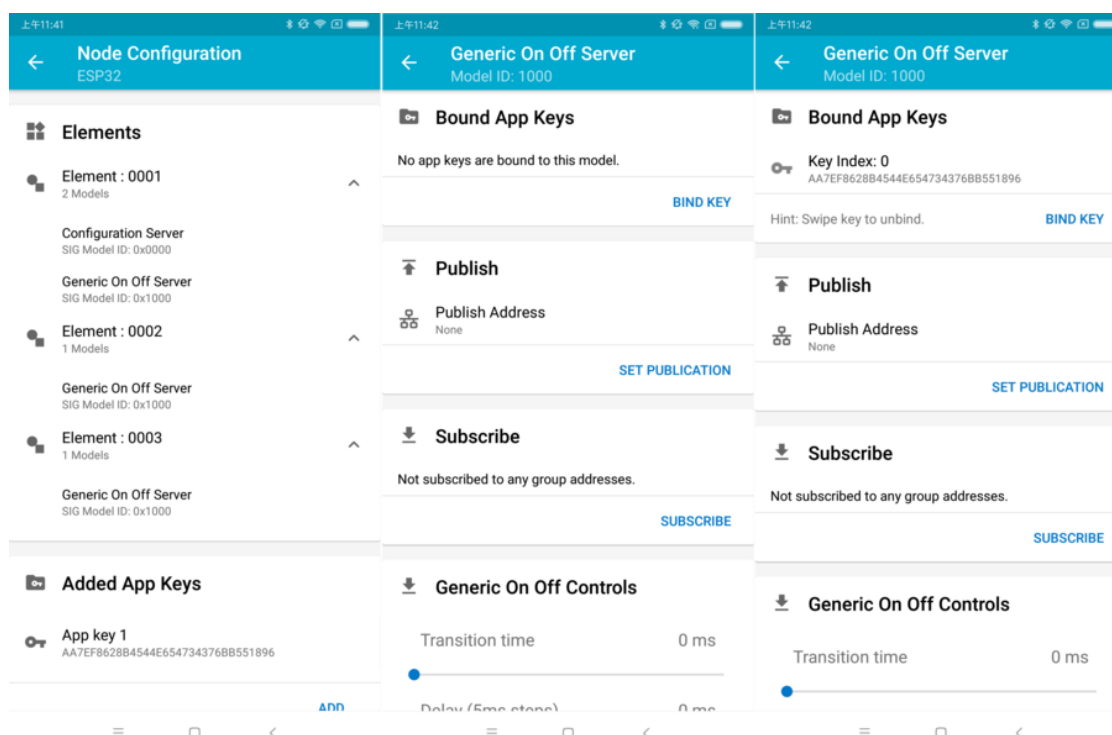 上午11:41
Node Configuration
ESP32
Elements
Element : 0001
2 Models
Configuration Server
SIG Model ID: 0x0000
Generic On Off Server
SIG Model ID: 0x1000
Element : 0002
1 Models
Generic On Off Server
SIG Model ID: 0x1000
Element : 0003
1 Models
Generic On Off Server
SIG Model ID: 0x1000
Added App Keys
App key 1
AA7EF8628B4544E654734376BB551896
ADD
上午11:42
Generic On Off Server
Model ID: 1000
Bound App Keys
No app keys are bound to this model.
BIND KEY
Publish
Publish Address
None
SET PUBLICATION
Subscribe
Not subscribed to any group addresses.
SUBSCRIBE
Generic On Off Controls
Transition time 0 ms
Delay (5ms steps) 0 ms
上午11:42
Generic On Off Server
Model ID: 1000
Bound App Keys
Key Index: 0
AA7EF8628B4544E654734376BB551896
Hint: Swipe key to unbind. BIND KEY
Publish
Publish Address
None
SET PUBLICATION
Subscribe
Not subscribed to any group addresses.
SUBSCRIBE
Generic On Off Controls
Transition time 0 ms